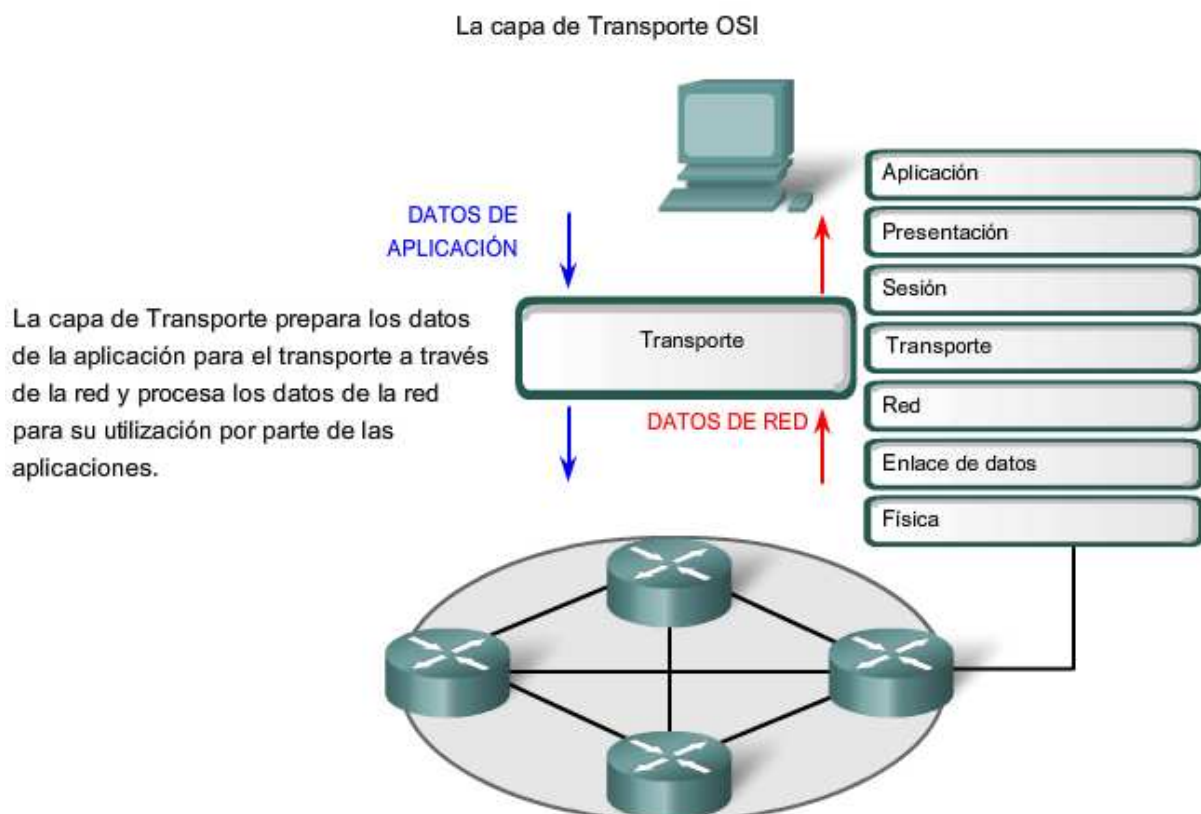 La capa de Transporte OSI
DATOS DE
APLICACIÓN
La capa de Transporte prepara los datos
de la aplicación para el transporte a través
de la red y procesa los datos de la red
para su utilización por parte de las
aplicaciones.
Transporte
DATOS DE RED
Aplicación
Presentación
Sesión
Transporte
Red
Enlace de datos
Física